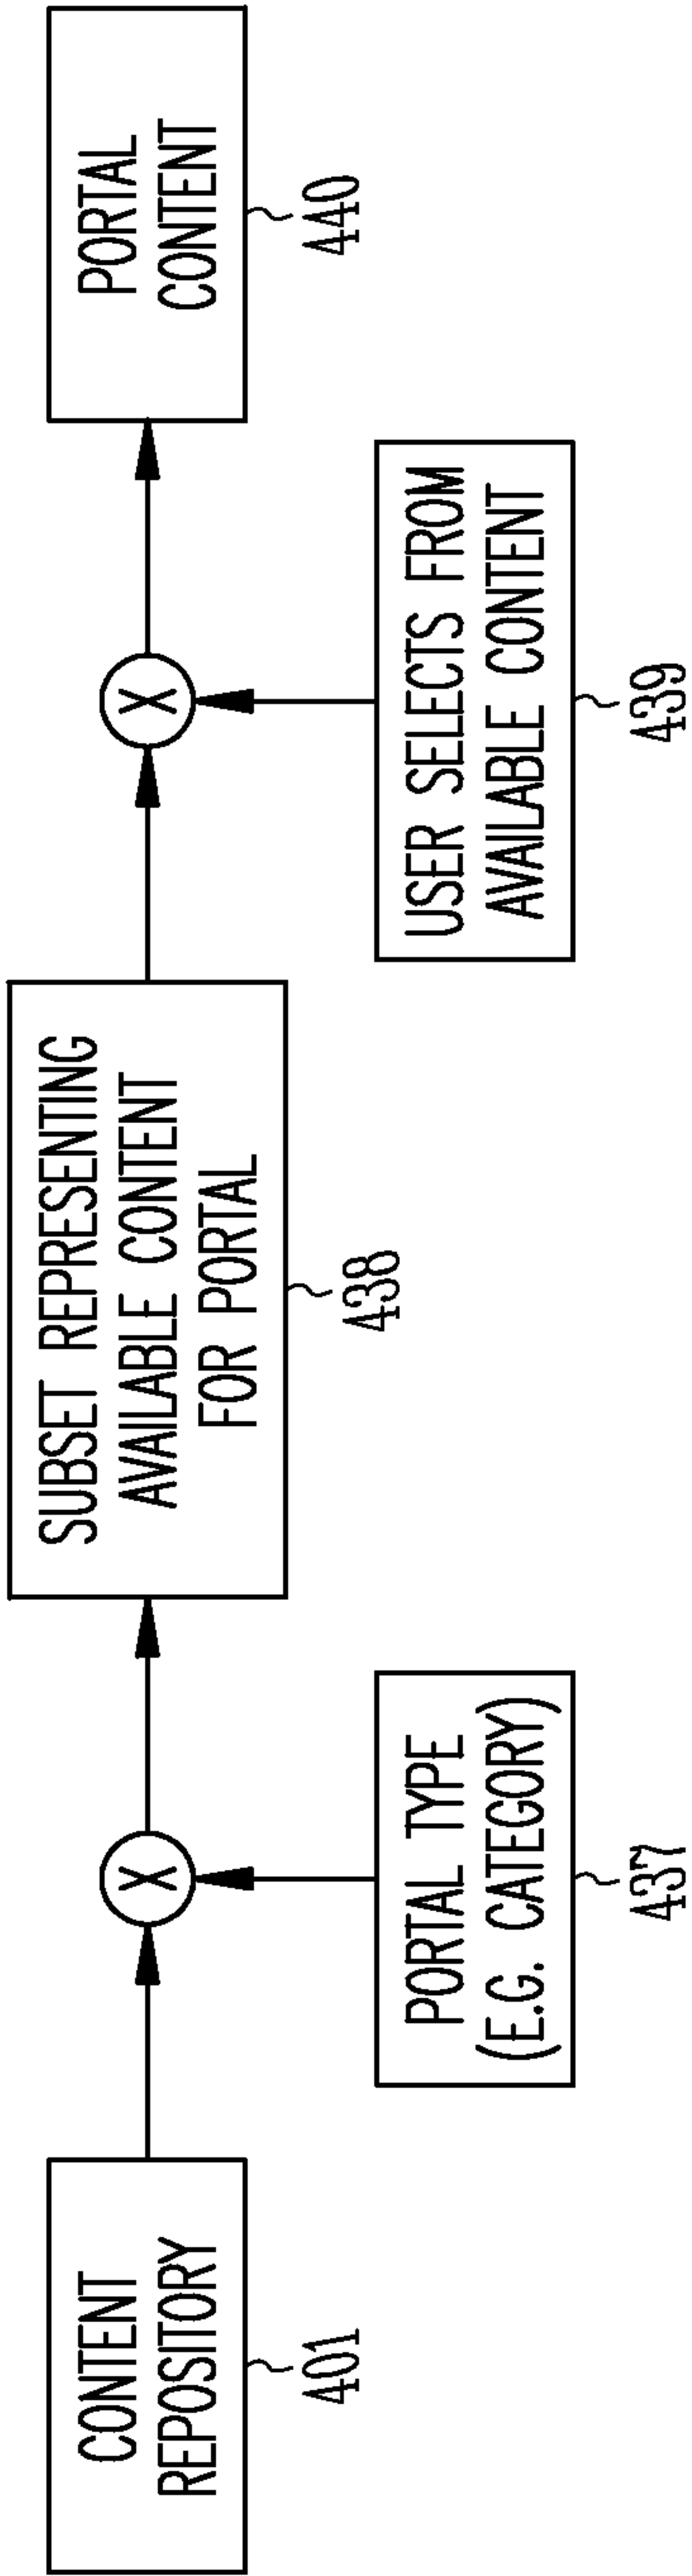 CONTENT
REPOSITORY
401
X
PORTAL TYPE
(E.G. CATEGORY)
437
SUBSET REPRESENTING
AVAILABLE CONTENT
FOR PORTAL
438
X
USER SELECTS FROM
AVAILABLE CONTENT
439
PORTAL
CONTENT
440